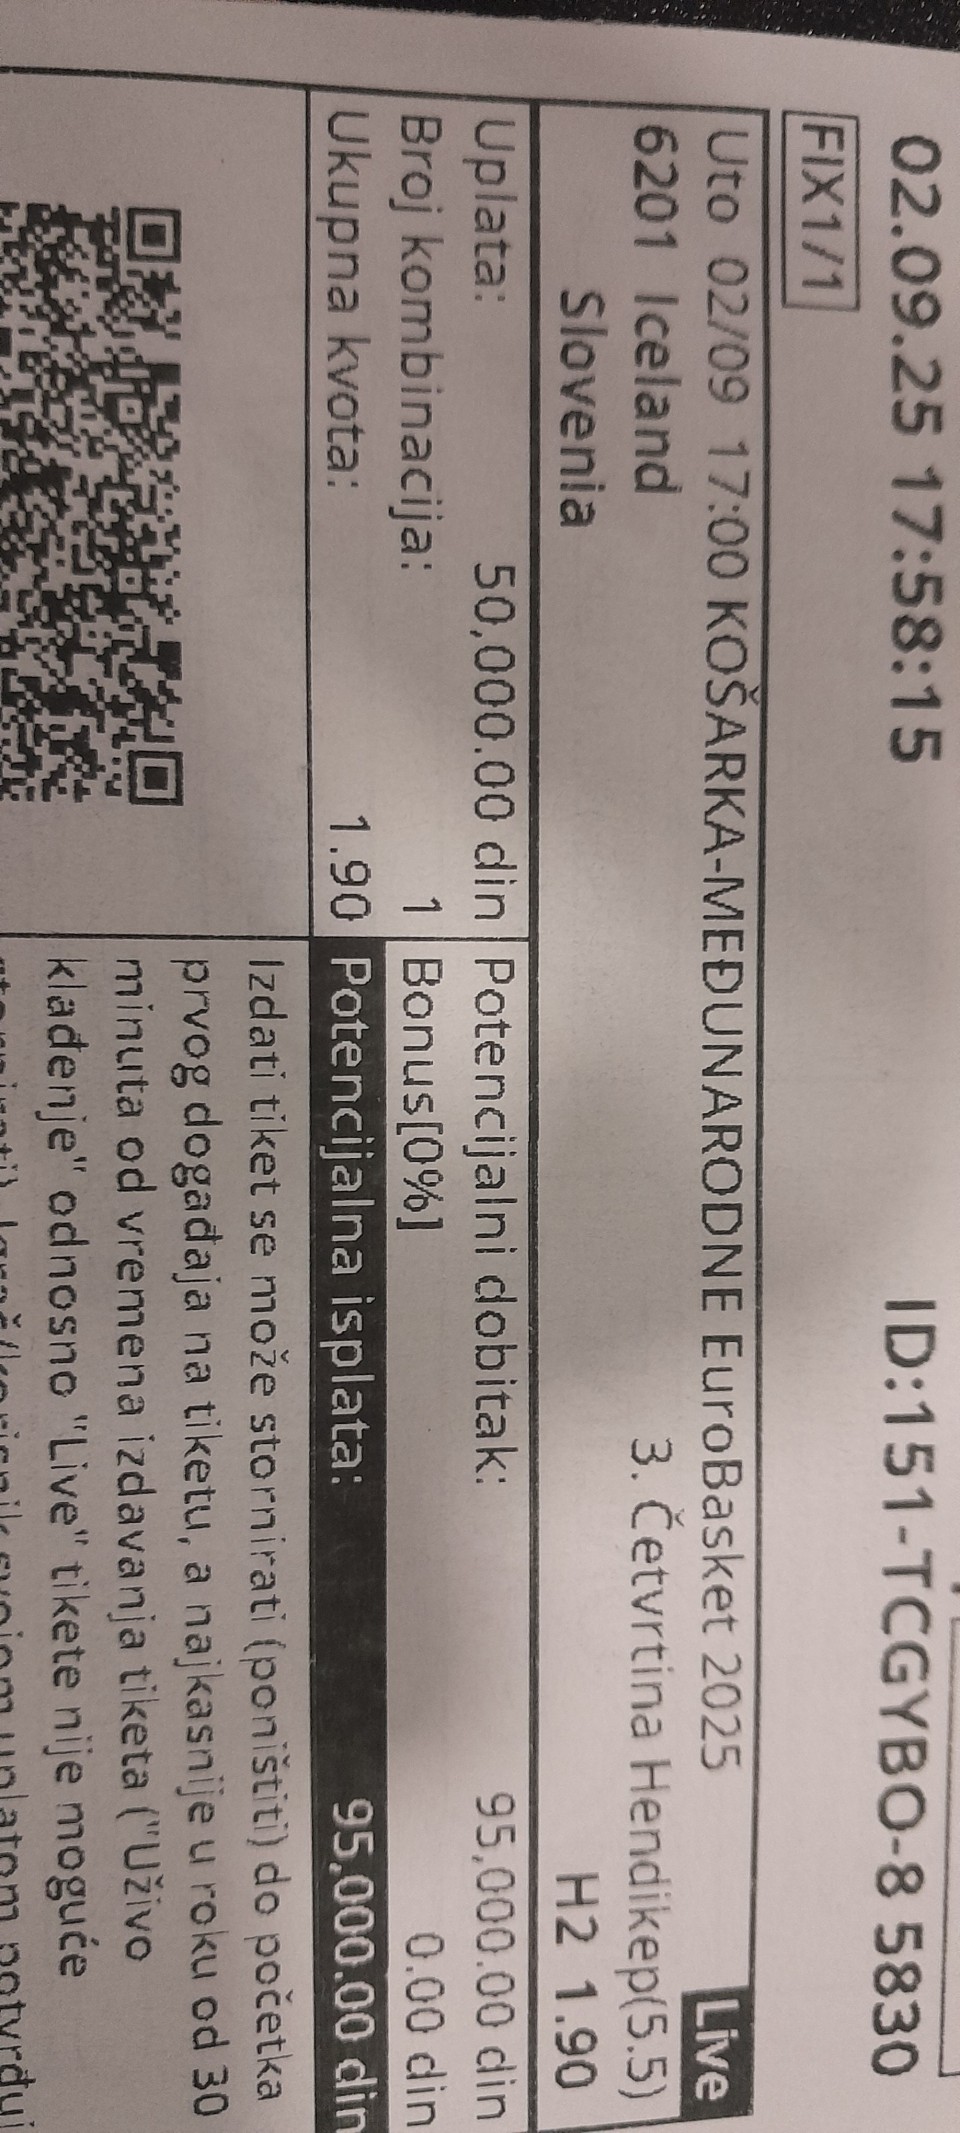 02.09.25 17:58:15 ID:151-TCGYBO-8 5830
FIX1/1
Uto 02/09 17:00 KOŠARKA-MEĐUNARODNE EuroBasket 2025 Live
6201 Iceland 3. Četvrtina Hendikep(5.5)
Slovenia H2 1.90
Uplata: 50,000.00 din Potencijalni dobitak: 95,000.00 din
Broj kombinacija: 1 Bonus[0%] 0.00 din
Ukupna kvota: 1.90 Potencijalna isplata: 95,000.00 din
Izdati tiket se može stornirati (poništiti) do početka
prvog događaja na tiketu, a najkasnije u roku od 30
minuta od vremena izdavanja tiketa ("Uživo
klađenje" odnosno "Live" tikete nije moguće